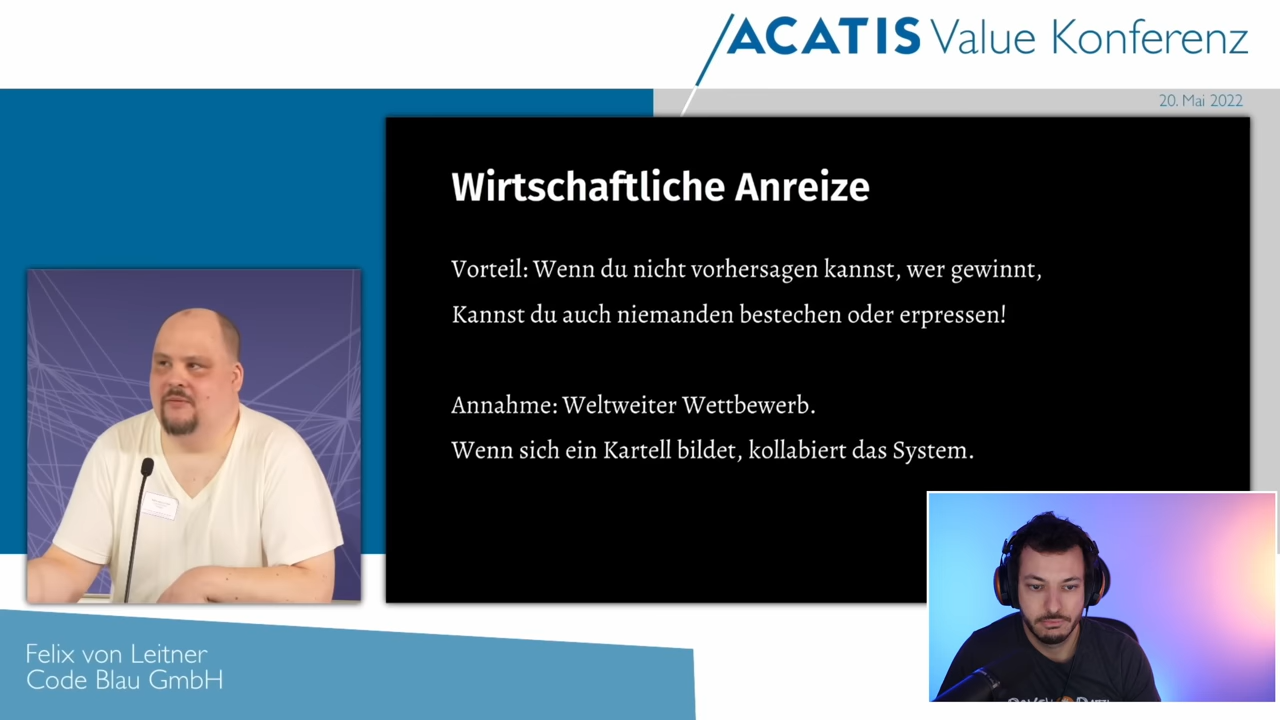 ACATIS Value Konferenz
20. Mai 2022
Wirtschaftliche Anreize
Vorteil: Wenn du nicht vorhersagen kannst, wer gewinnt,
Kannst du auch niemanden bestechen oder erpressen!
Annahme: Weltweiter Wettbewerb.
Wenn sich ein Kartell bildet, kollabiert das System.
Felix von Leitner
Code Blau GmbH